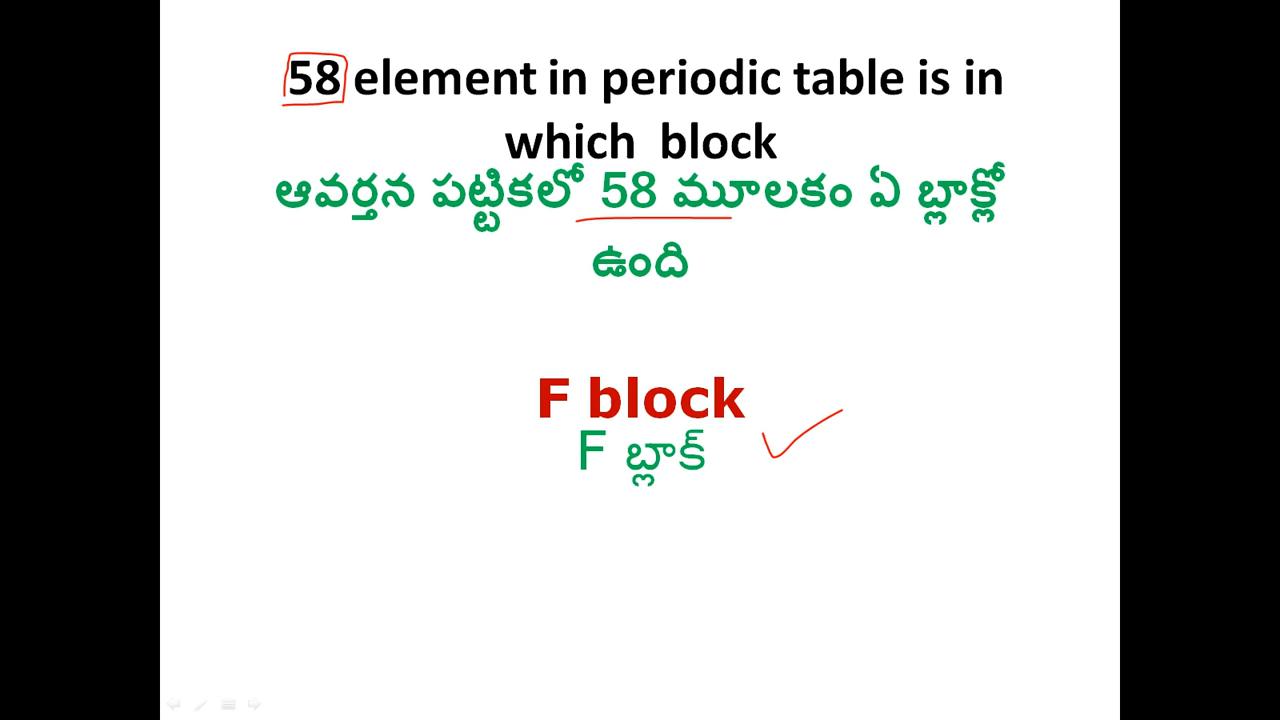 58 element in periodic table is in
which block
ఆవర్తన పట్టికలో 58 మూలకం ఏ బ్లాక్లో
ఉంది
F block
F బ్లాక్